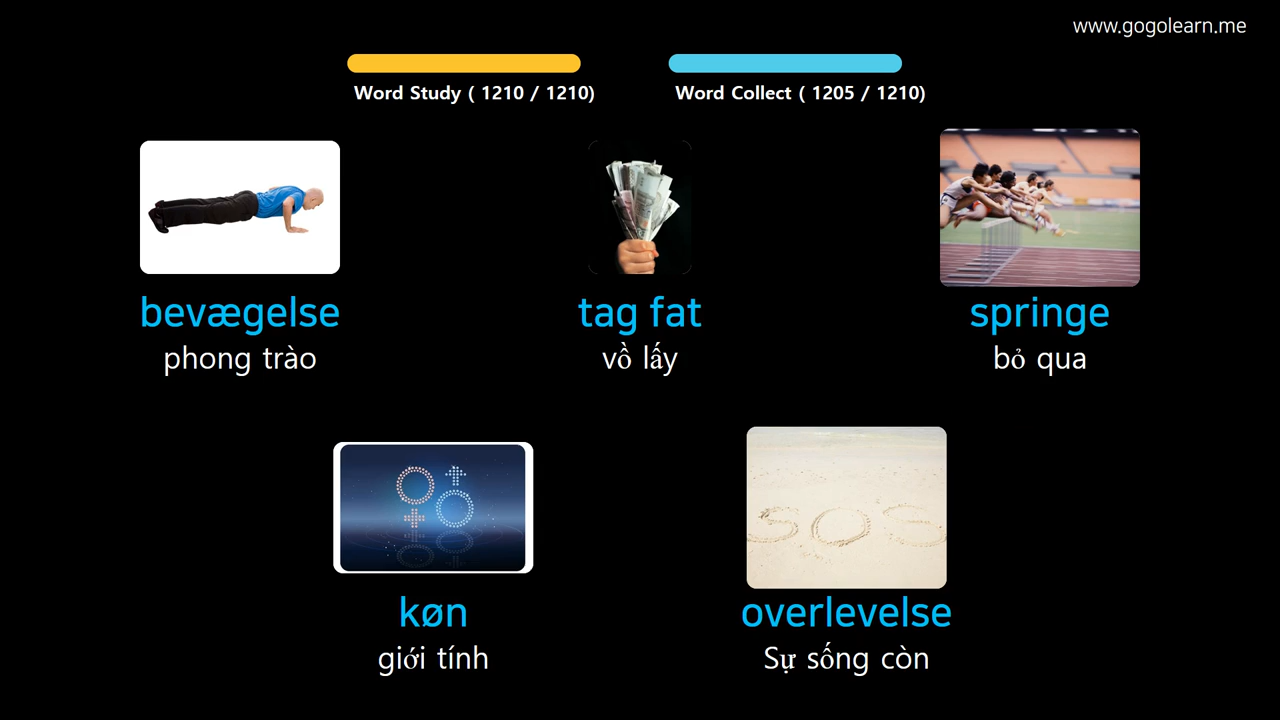 www.gogolearn.me
Word Study ( 1210 / 1210)
Word Collect ( 1205 / 1210)
bevægelse
phong trào
tag fat
vồ lấy
springe
bỏ qua
køn
giới tính
overlevelse
Sự sống còn
SOS